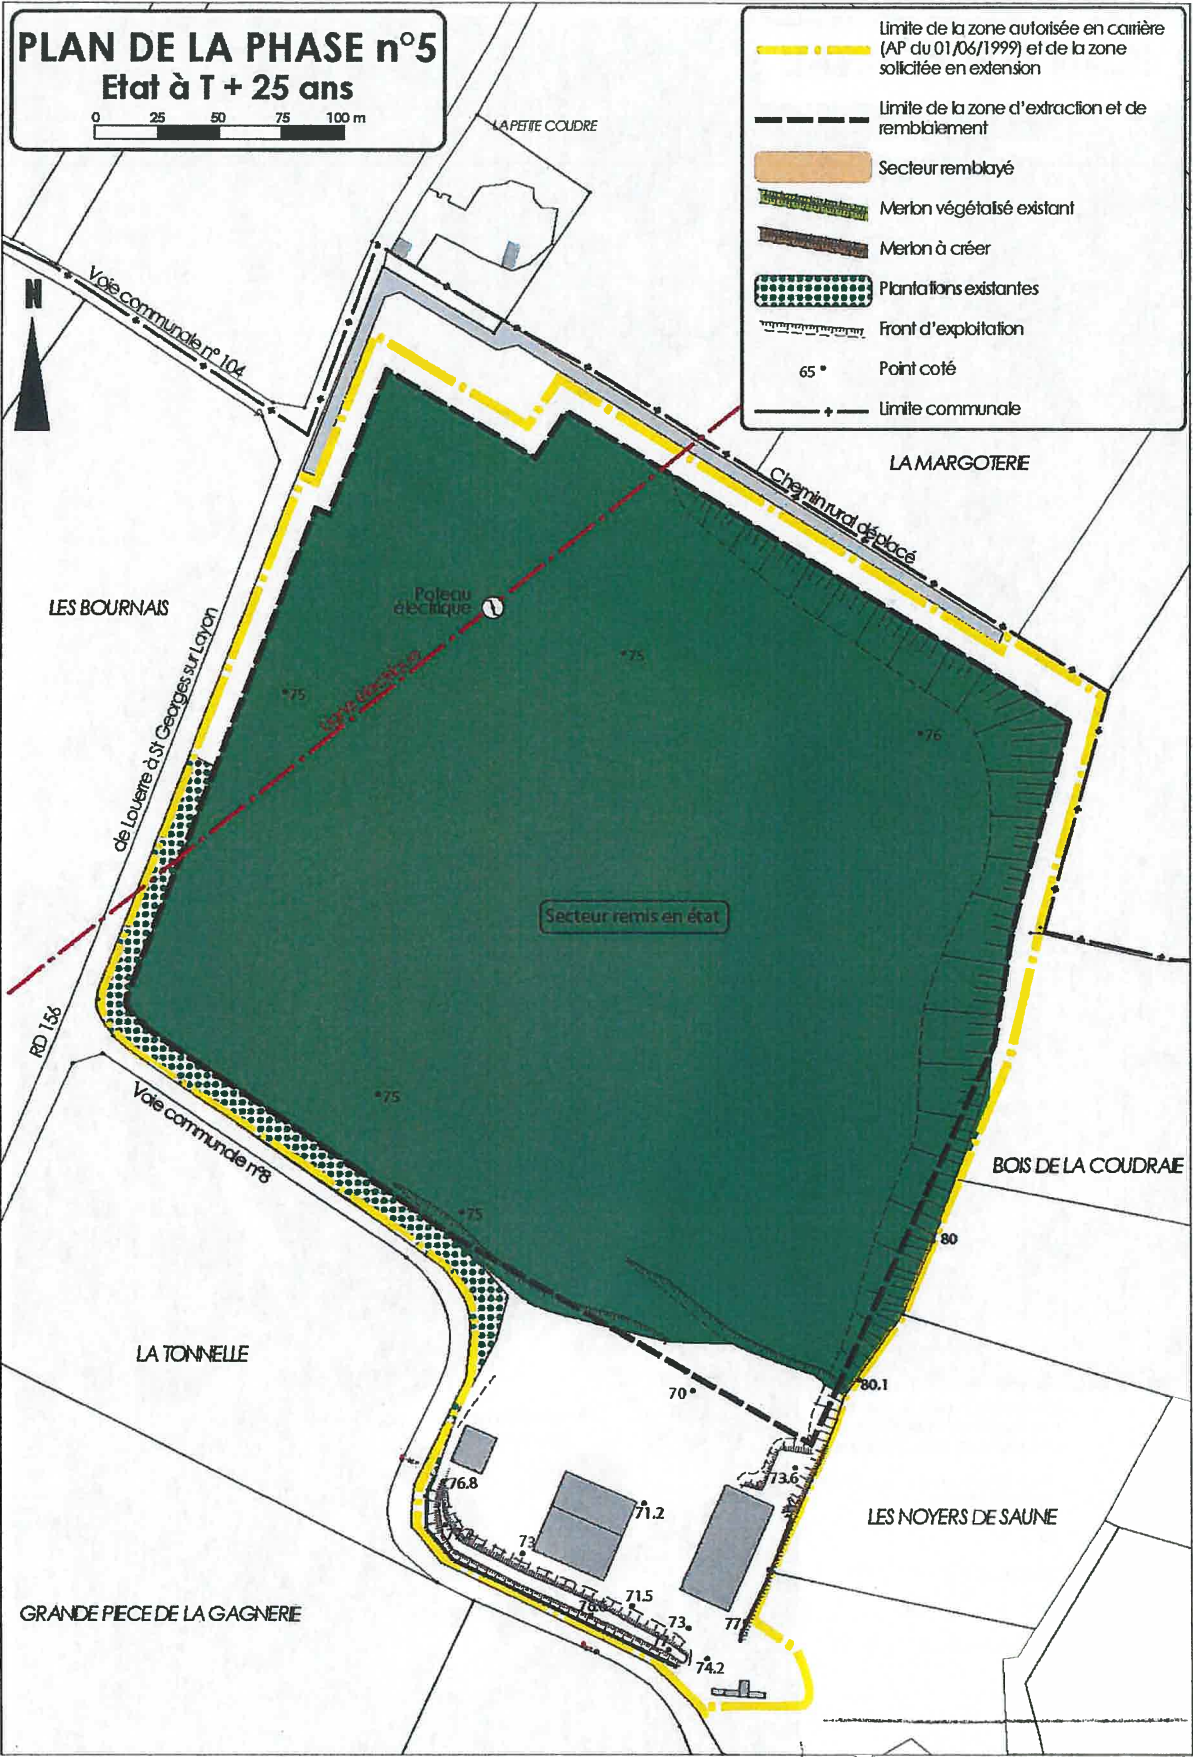 PLAN DE LA PHASE n°5
Etat à T + 25 ans
0 25 50 75 100 m
Limite de la zone autorisée en carrière
(AP du 01/06/1999) et de la zone
sollicitée en extension
Limite de la zone d'extraction et de
remblaiement
Secteur remblayé
Merlon végétalisé existant
Merlon à créer
Plantations existantes
Front d'exploitation
65
Point coté
Limite communale
LA PETITE COUDRE
N
Voie communale n° 104
LA MARGOTERIE
Chemin rural déplacé
LES BOURNAIS
de Louerre à St Georges sur Layon
Poteau
électrique
Ligne électrique
75
75
76
Secteur remis en état
RD 156
Voie communale n°8
75
75
BOIS DE LA COUDRAIE
80
LA TONNELLE
80.1
70
76.8
73.6
71.2
LES NOYERS DE SAUNE
73
71.5
73
77
74.2
GRANDE PIECE DE LA GAGNERIE